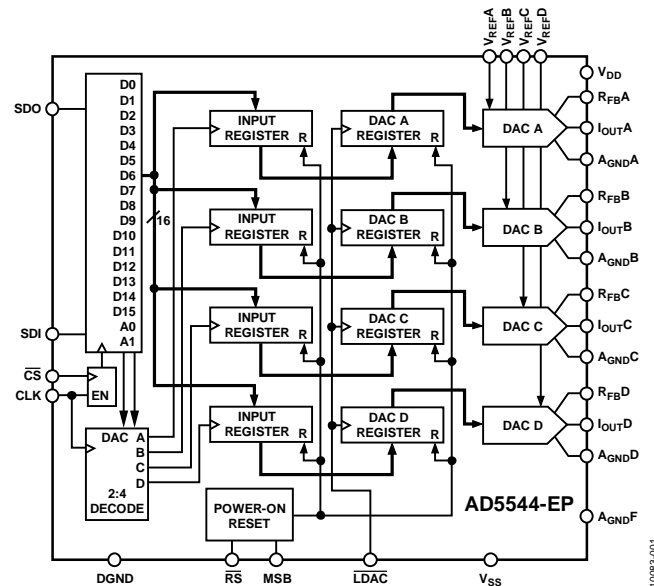 VREFA VREFB VREFC VREFD
VDD
SDO
D0
D1
D2
D3
D4
D5
D6
D7
D8
D9
D10
D11
D12
D13
D14
D15
A0
A1
16
SDI
CS
CLK
EN
INPUT
REGISTER R
DAC A
REGISTER R
DAC A
RFBA
IOUTA
AGNDA
INPUT
REGISTER R
DAC B
REGISTER R
DAC B
RFBB
IOUTB
AGNDB
INPUT
REGISTER R
DAC C
REGISTER R
DAC C
RFBC
IOUTC
AGNDC
INPUT
REGISTER R
DAC D
REGISTER R
DAC D
RFBD
IOUTD
AGNDD
DAC A
B
C
D
2:4
DECODE
POWER-ON
RESET
AD5544-EP
AGNDF
DGND
RS
MSB
LDAC
VSS
10983-001